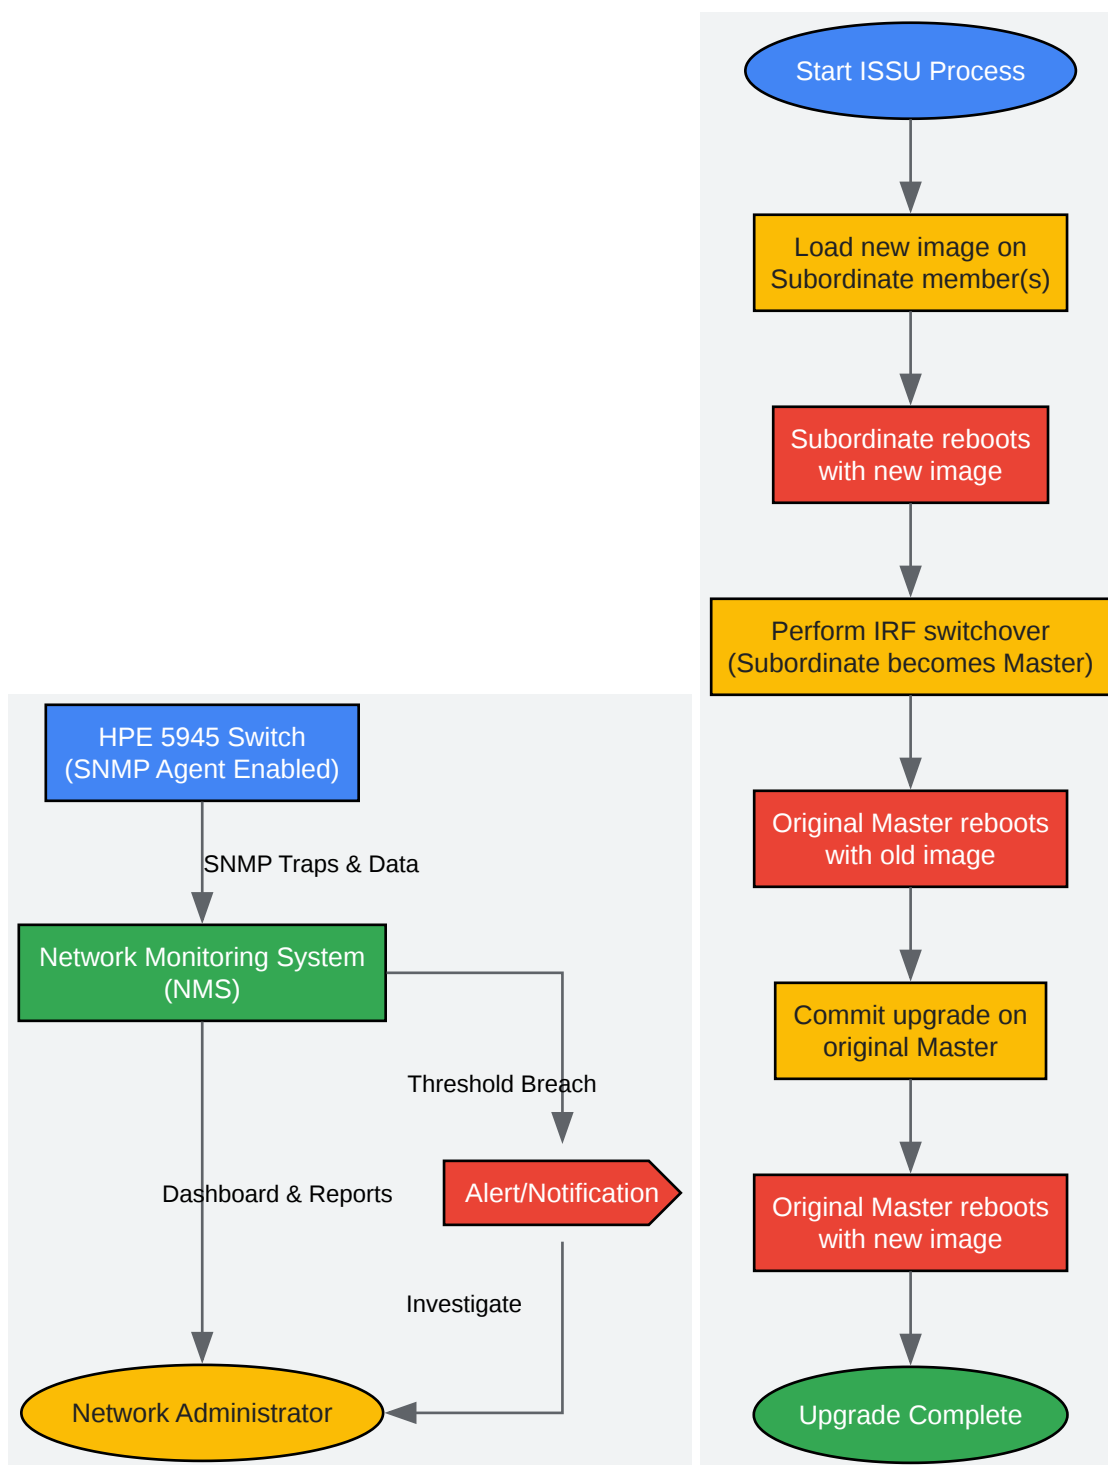 Start ISSU Process
Load new image on
Subordinate member(s)
Subordinate reboots
with new image
Perform IRF switchover
(Subordinate becomes Master)
Original Master reboots
with old image
Commit upgrade on
original Master
Original Master reboots
with new image
Upgrade Complete
HPE 5945 Switch
(SNMP Agent Enabled)
SNMP Traps & Data
Network Monitoring System
(NMS)
Threshold Breach
Dashboard & Reports
Alert/Notification
Investigate
Network Administrator